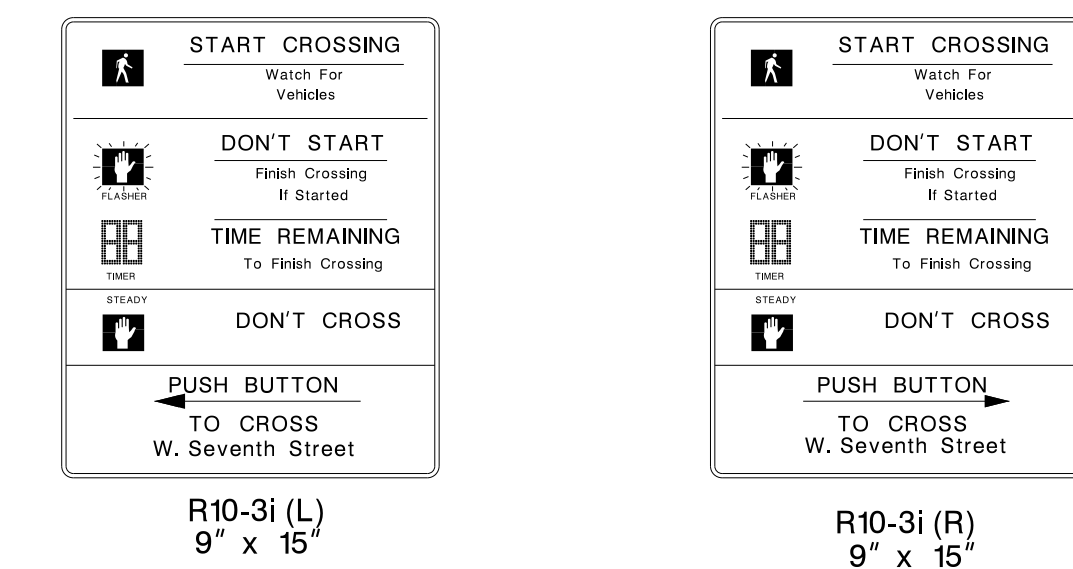 START CROSSING
Watch For
Vehicles
DON'T START
Finish Crossing
If Started
FLASHER
TIME REMAINING
To Finish Crossing
TIMER
STEADY
DON'T CROSS
PUSH BUTTON
TO CROSS
W. Seventh Street
R10-3i (L)
9" x 15"
START CROSSING
Watch For
Vehicles
DON'T START
Finish Crossing
If Started
FLASHER
TIME REMAINING
To Finish Crossing
TIMER
STEADY
DON'T CROSS
PUSH BUTTON
TO CROSS
W. Seventh Street
R10-3i (R)
9" x 15"